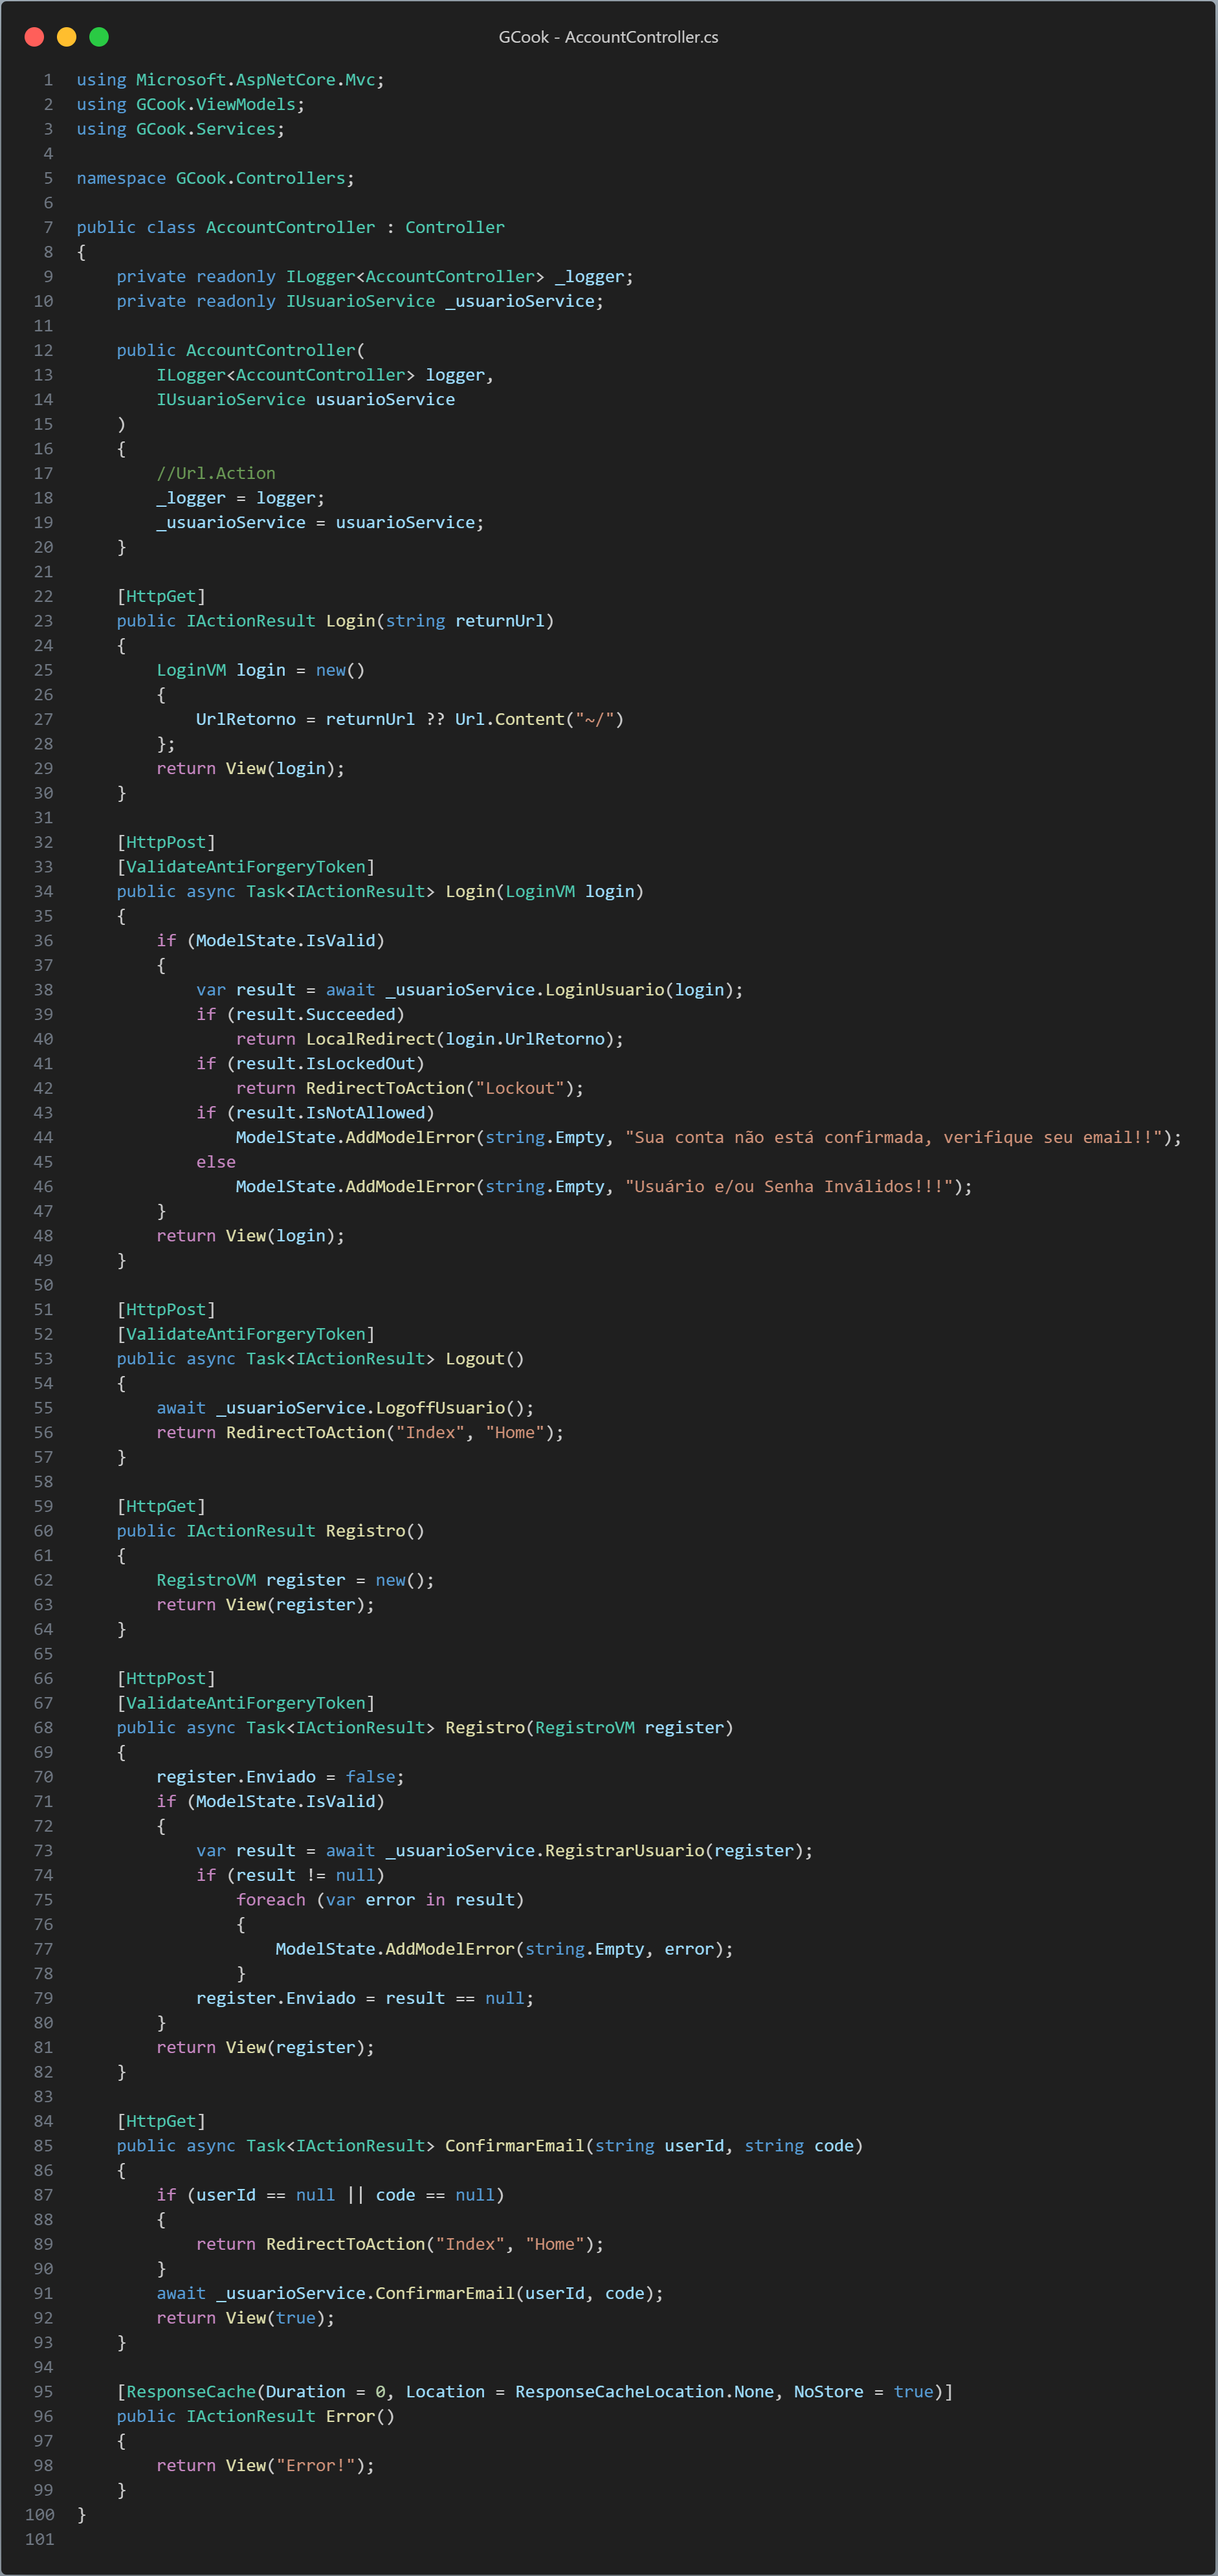 GCook - AccountController.cs
1 using Microsoft.AspNetCore.Mvc;
2 using GCook.ViewModels;
3 using GCook.Services;
4
5 namespace GCook.Controllers;
6
7 public class AccountController : Controller
8 {
9     private readonly ILogger<AccountController> _logger;
10     private readonly IUsuarioService _usuarioService;
11
12     public AccountController(
13         ILogger<AccountController> logger,
14         IUsuarioService usuarioService
15     )
16     {
17         //Url.Action
18         _logger = logger;
19         _usuarioService = usuarioService;
20     }
21
22     [HttpGet]
23     public IActionResult Login(string returnUrl)
24     {
25         LoginVM login = new()
26         {
27             UrlRetorno = returnUrl ?? Url.Content("~/")
28         };
29         return View(login);
30     }
31
32     [HttpPost]
33     [ValidateAntiForgeryToken]
34     public async Task<IActionResult> Login(LoginVM login)
35     {
36         if (ModelState.IsValid)
37         {
38             var result = await _usuarioService.LoginUsuario(login);
39             if (result.Succeeded)
40                 return LocalRedirect(login.UrlRetorno);
41             if (result.IsLockedOut)
42                 return RedirectToAction("Lockout");
43             if (result.IsNotAllowed)
44                 ModelState.AddModelError(string.Empty, "Sua conta não está confirmada, verifique seu email!!");
45             else
46                 ModelState.AddModelError(string.Empty, "Usuário e/ou Senha Inválidos!!!");
47         }
48         return View(login);
49     }
50
51     [HttpPost]
52     [ValidateAntiForgeryToken]
53     public async Task<IActionResult> Logout()
54     {
55         await _usuarioService.LogoffUsuario();
56         return RedirectToAction("Index", "Home");
57     }
58
59     [HttpGet]
60     public IActionResult Registro()
61     {
62         RegistroVM register = new();
63         return View(register);
64     }
65
66     [HttpPost]
67     [ValidateAntiForgeryToken]
68     public async Task<IActionResult> Registro(RegistroVM register)
69     {
70         register.Enviado = false;
71         if (ModelState.IsValid)
72         {
73             var result = await _usuarioService.RegistrarUsuario(register);
74             if (result != null)
75                 foreach (var error in result)
76                 {
77                     ModelState.AddModelError(string.Empty, error);
78                 }
79             register.Enviado = result == null;
80         }
81         return View(register);
82     }
83
84     [HttpGet]
85     public async Task<IActionResult> ConfirmarEmail(string userId, string code)
86     {
87         if (userId == null || code == null)
88         {
89             return RedirectToAction("Index", "Home");
90         }
91         await _usuarioService.ConfirmarEmail(userId, code);
92         return View(true);
93     }
94
95     [ResponseCache(Duration = 0, Location = ResponseCacheLocation.None, NoStore = true)]
96     public IActionResult Error()
97     {
98         return View("Error!");
99     }
100 }
101